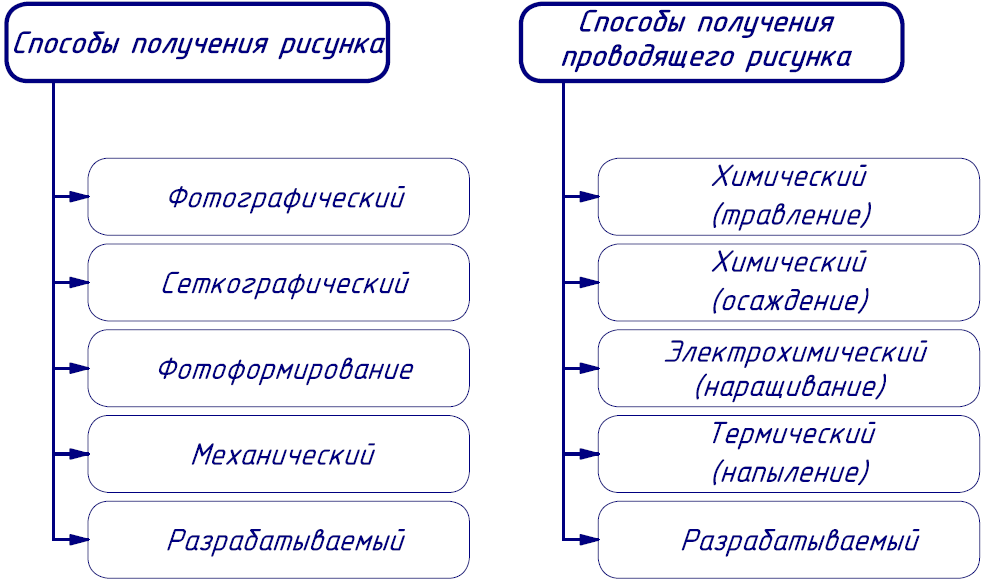 Способы получения рисунка
Фотографический
Сеткографический
Фотоформирование
Механический
Разрабатываемый
Способы получения
проводящего рисунка
Химический
(травление)
Химический
(осаждение)
Электрохимический
(наращивание)
Термический
(напыление)
Разрабатываемый